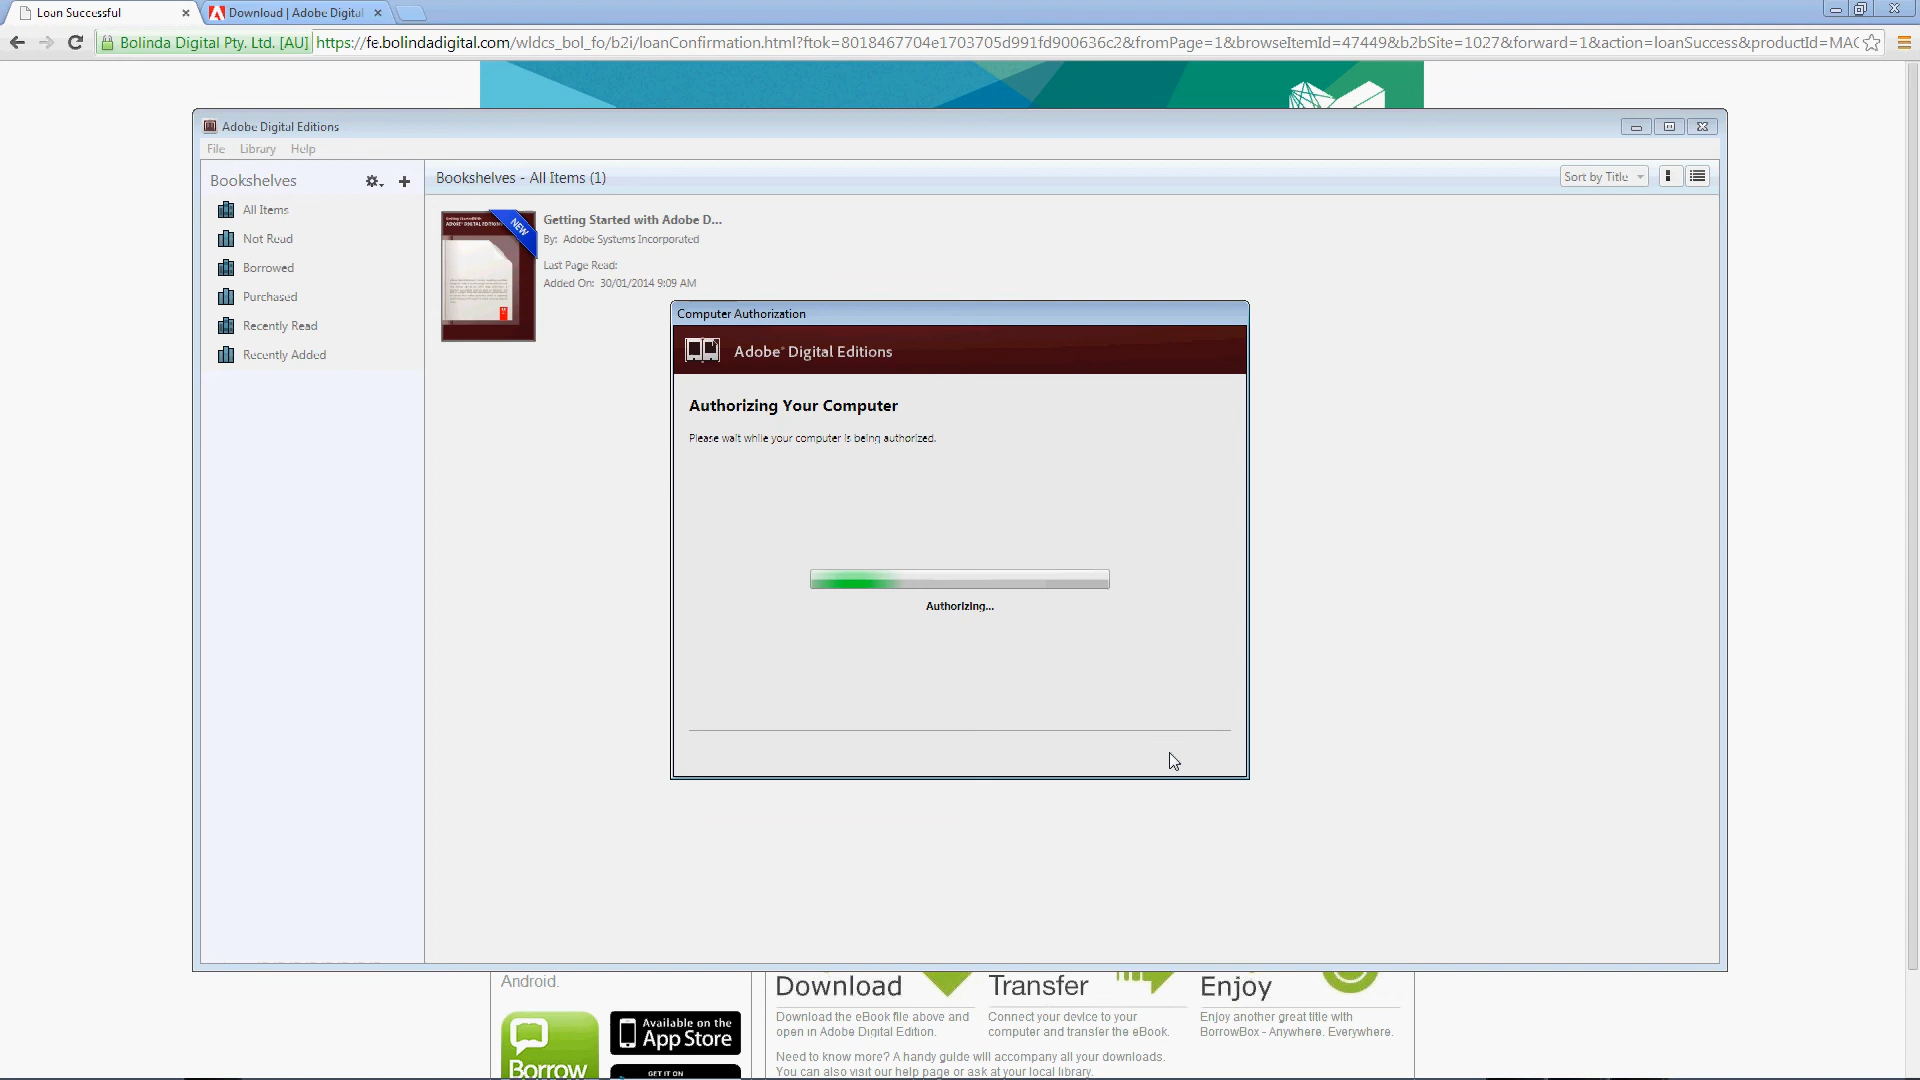 Loan Successful
Download | Adobe Digital
Bolinda Digital Pty. Ltd. [AU]
https://fe.bolindadigital.com/wldcs_bol_fo/b2i/loanConfirmation.html?ftok=8018467704e1703705d991fd900636c2&fromPage=1&browseItemId=47449&b2bSite=1027&forward=1&action=loanSuccess&productId=MAC
Adobe Digital Editions
File Library Help
Bookshelves
Bookshelves - All Items (1)
Sort by Title
All Items
Not Read
Borrowed
Purchased
Recently Read
Recently Added
NEW
Getting Started with Adobe D...
By: Adobe Systems Incorporated
Last Page Read:
Added On: 30/01/2014 9:09 AM
Computer Authorization
Adobe® Digital Editions
Authorizing Your Computer
Please wait while your computer is being authorized.
Authorizing...
Android.
Available on the
App Store
Borrow
GET IT ON
Download
Download the eBook file above and
open in Adobe Digital Edition.
Transfer
Connect your device to your
computer and transfer the eBook.
Enjoy
Enjoy another great title with
BorrowBox - Anywhere. Everywhere.
Need to know more? A handy guide will accompany all your downloads.
You can also visit our help page or ask at your local library.